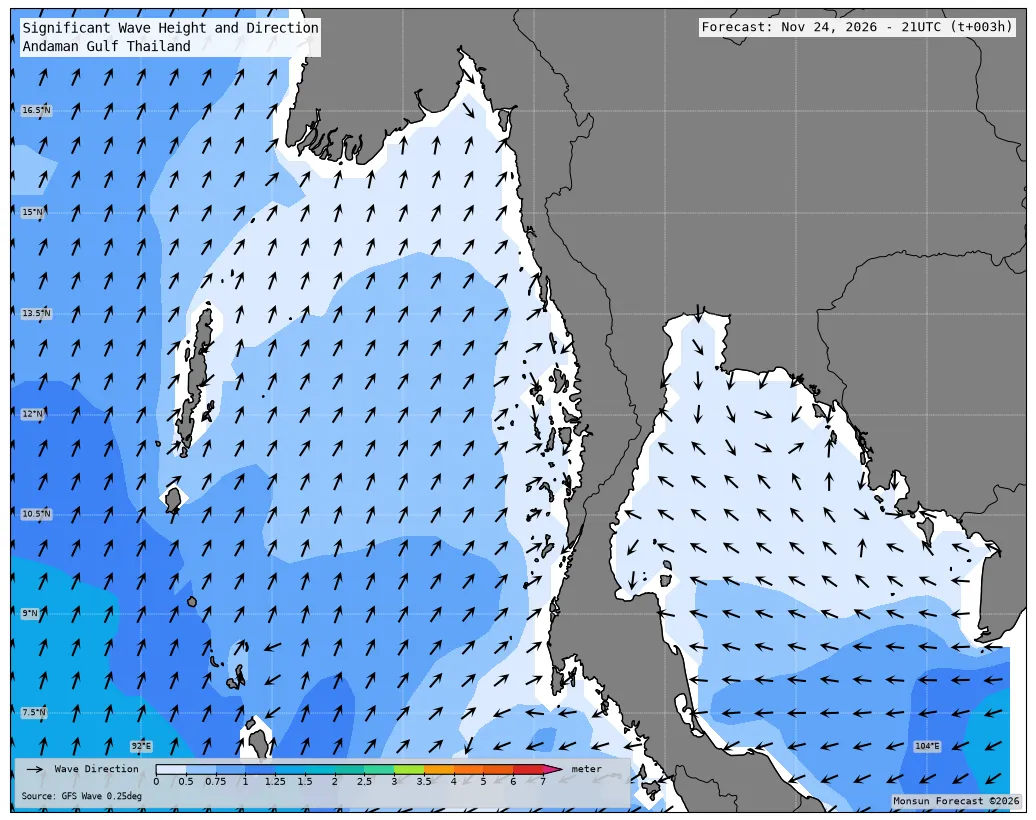 Significant Wave Height and Direction
Andaman Gulf Thailand
Forecast: Nov 24, 2026 - 21UTC (t+003h)
16.5°N
15°N
13.5°N
12°N
10.5°N
9°N
7.5°N
92°E
104°E
Wave Direction
0 0.5 0.75 1 1.25 1.5 2 2.5 3 3.5 4 5 6 7
meter
Source: GFS Wave 0.25deg
Monsun Forecast ©2026